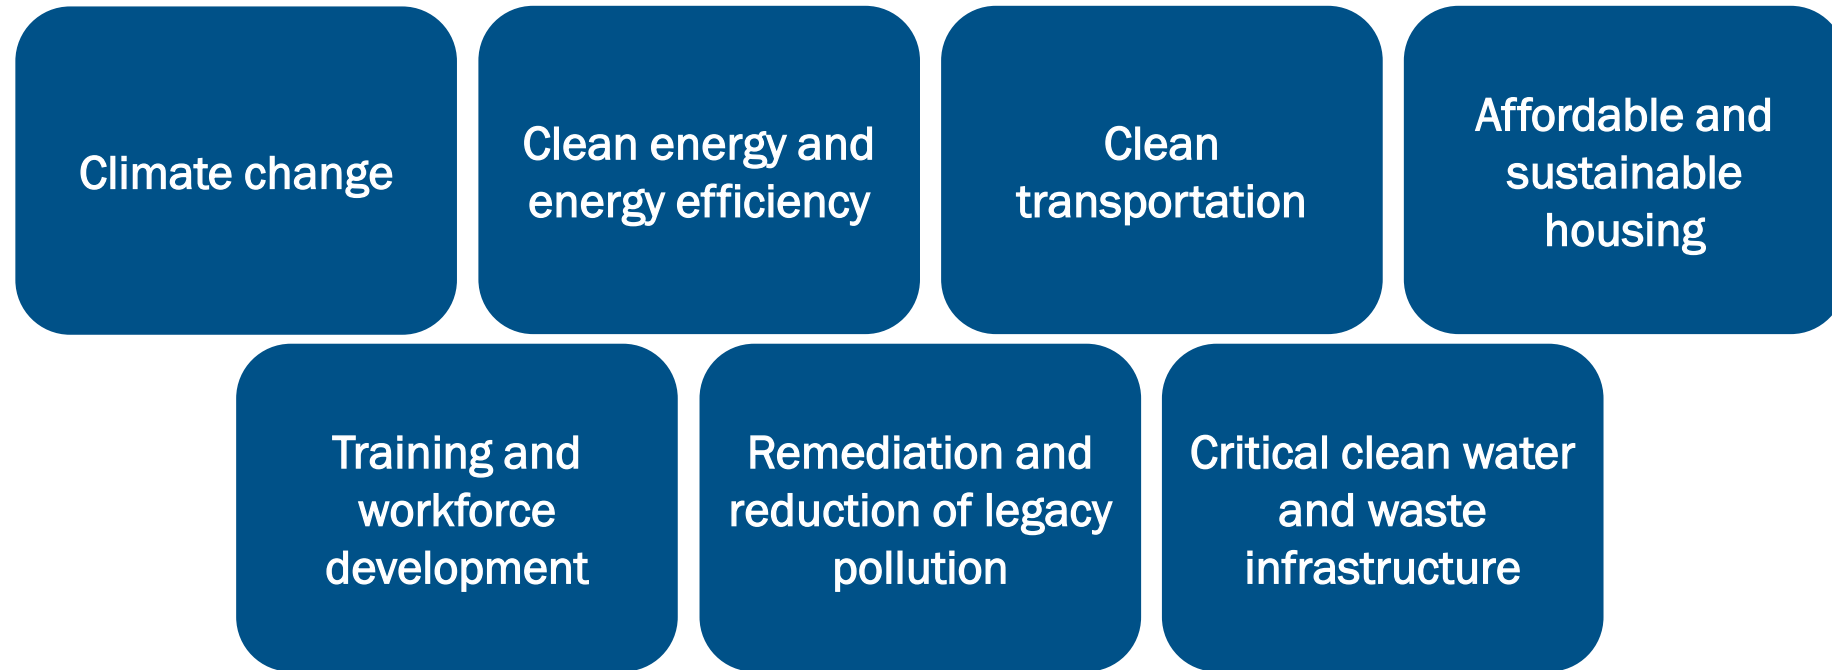 Climate change
Clean energy and
energy efficiency
Clean
transportation
Affordable and
sustainable
housing
Training and
workforce
development
Remediation and
reduction of legacy
pollution
Critical clean water
and waste
infrastructure